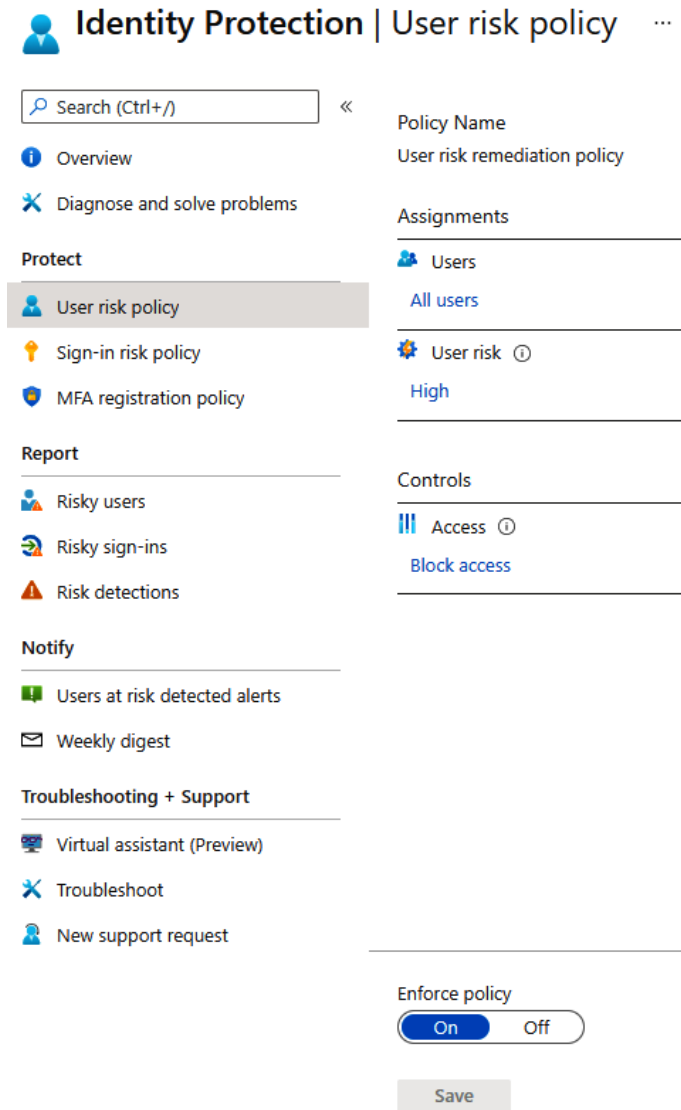 Identity Protection | User risk policy ...
Search (Ctrl+/)
«
Overview
Diagnose and solve problems
Protect
User risk policy
Sign-in risk policy
MFA registration policy
Report
Risky users
Risky sign-ins
Risk detections
Notify
Users at risk detected alerts
Weekly digest
Troubleshooting + Support
Virtual assistant (Preview)
Troubleshoot
New support request
Policy Name
User risk remediation policy
Assignments
Users
All users
User risk
High
Controls
Access
Block access
Enforce policy
On Off
Save